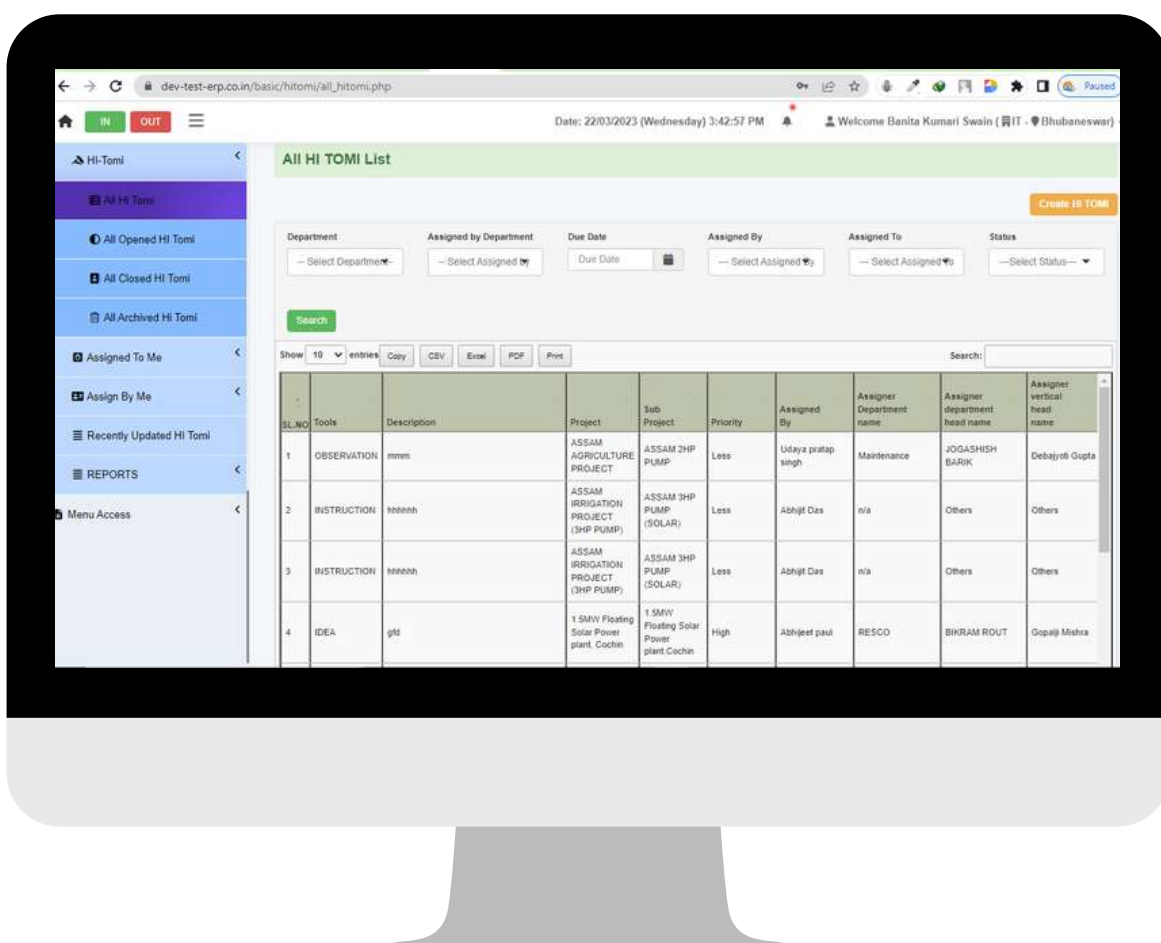 dev-test-erp.co.in/basic/hitomi/all_hitomi.php
Paused
IN OUT
Date: 22/03/2023 (Wednesday) 3:42:57 PM
Welcome Banita Kumari Swain ( IT - Bhubaneswar)
HI-Tomi
All HI Tomi
All Opened HI Tomi
All Closed HI Tomi
All Archived Hi Tomi
Assigned To Me
Assign By Me
Recently Updated HI Tomi
REPORTS
Menu Access
All HI TOMI List
Create HI TOMI
Department Assigned by Department Due Date Assigned By Assigned To Status
-- Select Department-- -- Select Assigned by Due Date --- Select Assigned By --- Select Assigned To ---Select Status---
Search
Show 10 entries Copy CSV Excel PDF Print Search:
SL.NO Tools Description Project Sub Project Priority Assigned By Assigner Department name Assigner department head name Assigner vertical head name
1 OBSERVATION mmm ASSAM AGRICULTURE PROJECT ASSAM 2HP PUMP Less Udaya pratap singh Maintenance JOGASHISH BARIK Debajyoti Gupta
2 INSTRUCTION hhhhhh ASSAM IRRIGATION PROJECT (3HP PUMP) ASSAM 3HP PUMP (SOLAR) Less Abhijit Das n/a Others Others
3 INSTRUCTION hhhhhh ASSAM IRRIGATION PROJECT (3HP PUMP) ASSAM 3HP PUMP (SOLAR) Less Abhijit Das n/a Others Others
4 IDEA gfd 1.5MW Floating Solar Power plant, Cochin 1.5MW Floating Solar Power plant,Cochin High Abhijeet paul RESCO BIKRAM ROUT Gopalji Mishra